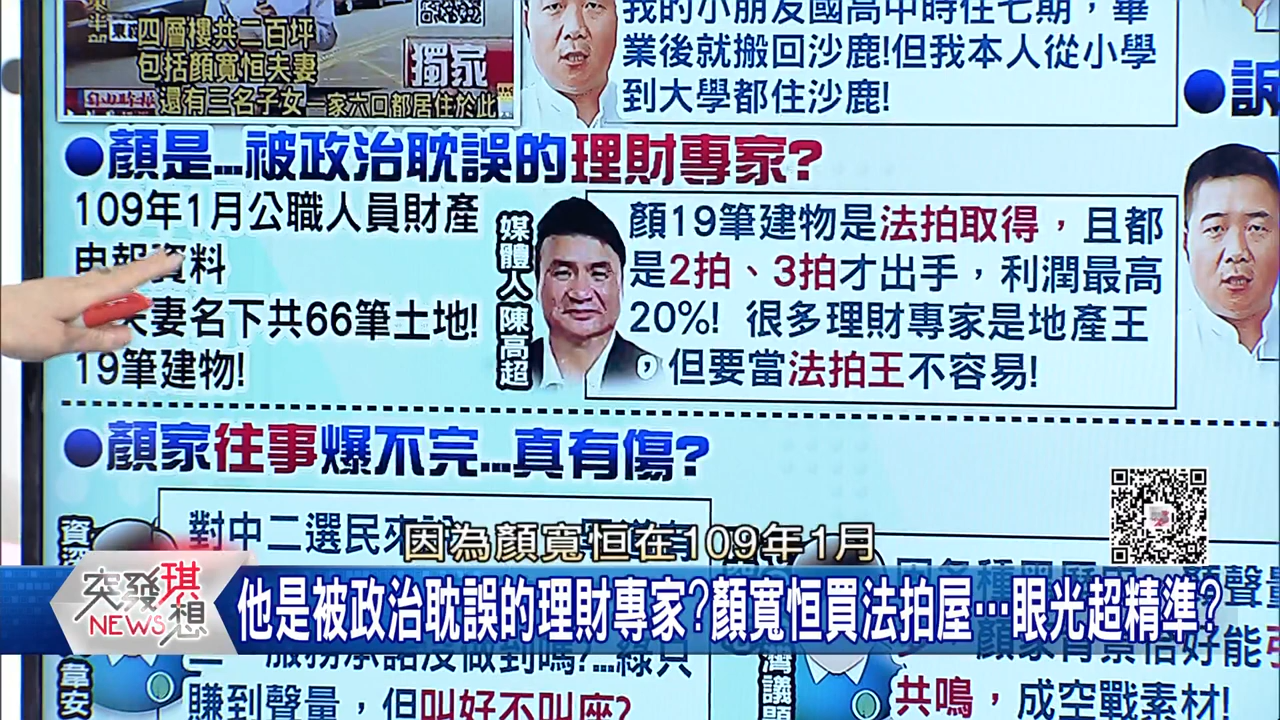 四層樓共二百坪
包括顏寬恒夫妻
還有三名子女一家六口都居住於此
獨家
我的小朋友國高中時住七期，畢
業後就搬回沙鹿!但我本人從小學
到大學都住沙鹿!
●訴
●顏是...被政治耽誤的理財專家?
109年1月公職人員財產
申報資料
夫妻名下共66筆土地!
19筆建物!
媒體人陳高超
顏19筆建物是法拍取得，且都
是2拍、3拍才出手，利潤最高
20%! 很多理財專家是地產王
，但要當法拍王不容易!
●顏家往事爆不完...真有傷?
對中二選民來說
因為顏寬恒在109年1月
突發琪想
NEWS
他是被政治耽誤的理財專家?顏寬恒買法拍屋…眼光超精準?
賺到聲量，但叫好不叫座?
共鳴，成空戰素材!